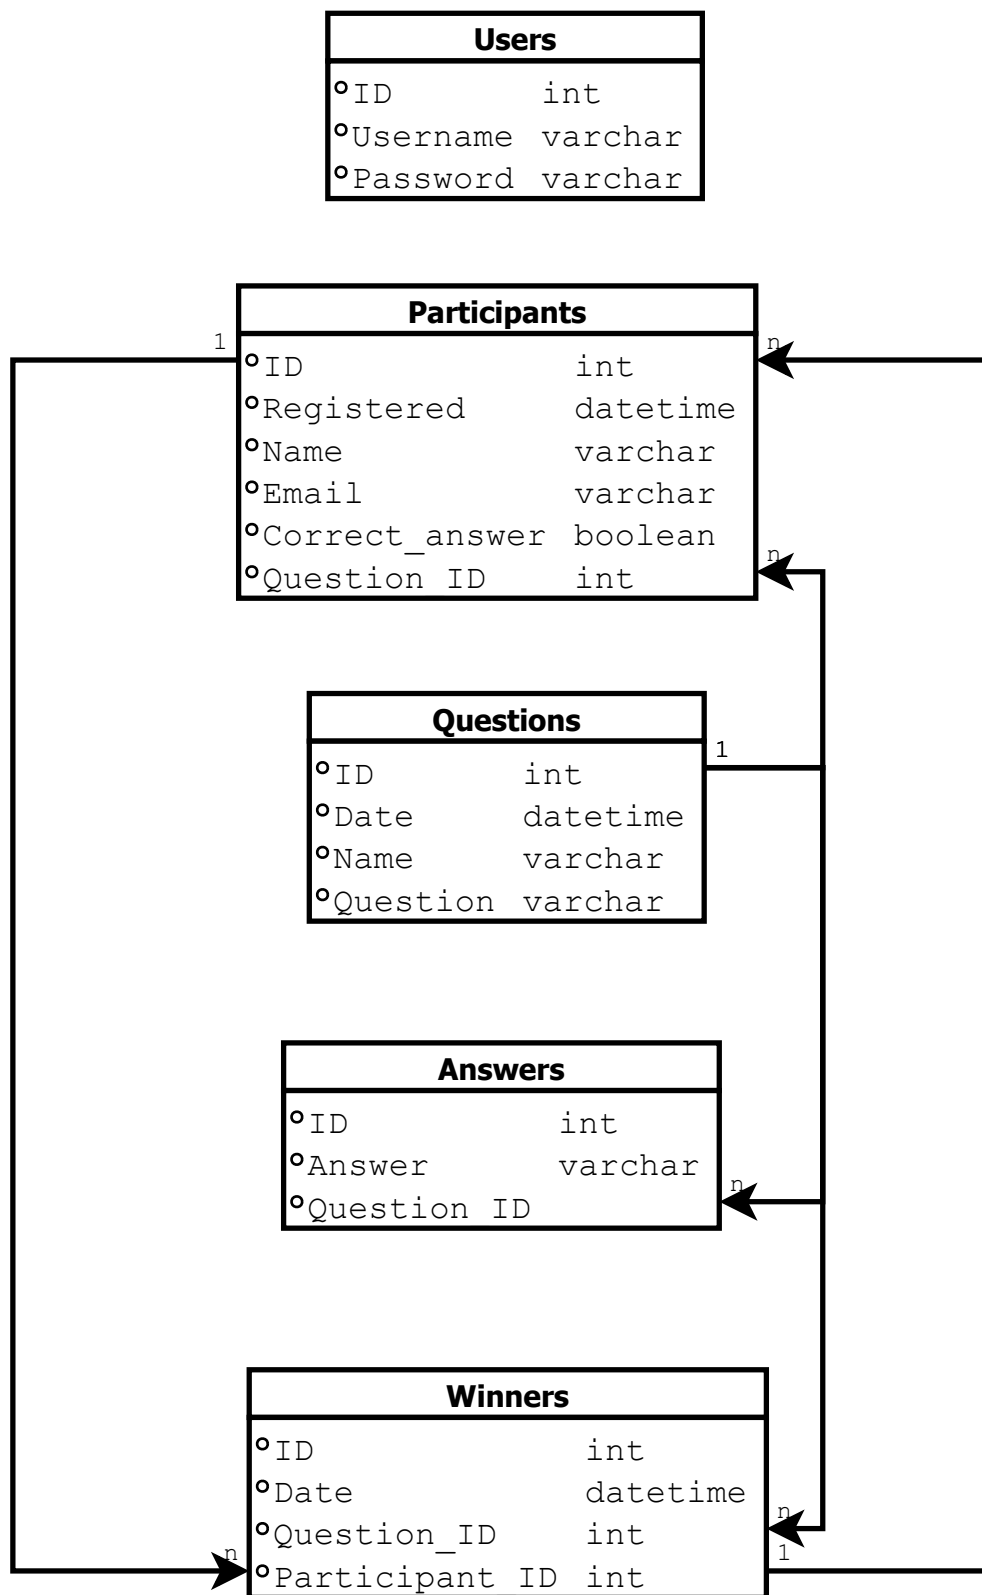 Users
ID int
Username varchar
Password varchar
Participants
1 n
ID int
Registered datetime
Name varchar
Email varchar
Correct_answer boolean
n
Question ID int
Questions
1
ID int
Date datetime
Name varchar
Question varchar
Answers
ID int
Answer varchar
n
Question ID
Winners
ID int
Date datetime
n
Question_ID int
n 1
Participant ID int